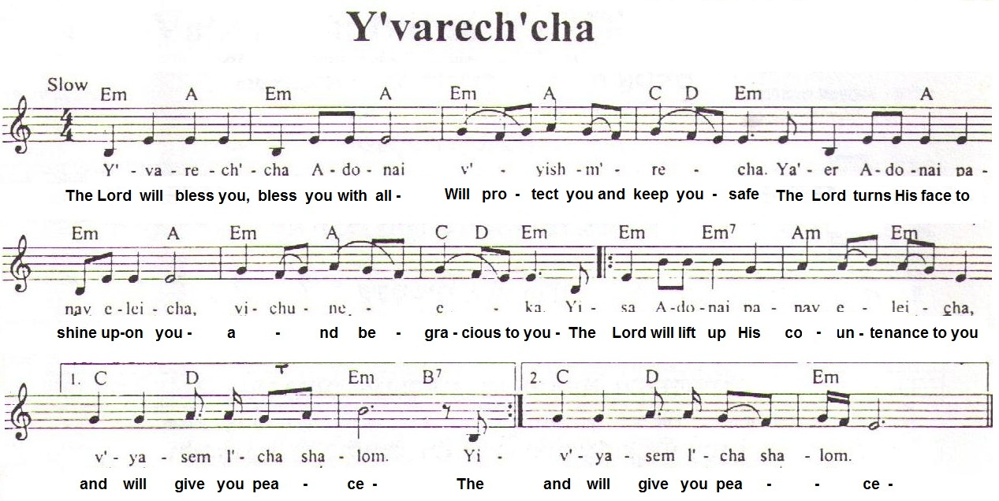 Y'varech'cha
Slow
Em A Em A Em A C D Em A
4
4
Y' - va - re - ch' - cha A - do - nai v' - yish - m' - re - cha. Ya' - er A - do - nai pa -
The Lord will bless you, bless you with all - Will pro - tect you and keep you - safe The Lord turns His face to
Em A Em A C D Em Em Em7 Am Em
nav e - lei - cha, vi - chu - ne - e - ka. Yi - sa A - do - nai pa - nav e - lei - cha,
shine up-on you - a - nd be - gra - cious to you - The Lord will lift up His co - un - tenance to you
1. C D Em B7 2. C D Em
v' - ya - sem l' - cha sha - lom. Yi - v' - ya - sem l' - cha sha - lom.
and will give you pea - ce - The and will give you pea - - ce -